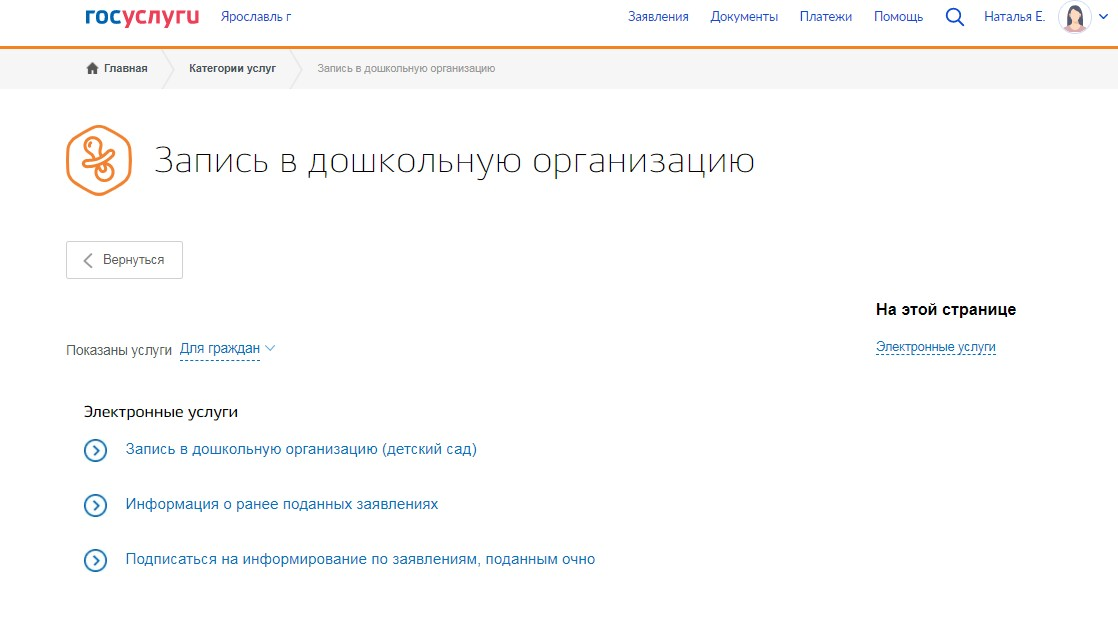 госуслуги Ярославль г Заявления Документы Платежи Помощь Наталья Е.
Главная Категории услуг Запись в дошкольную организацию
Запись в дошкольную организацию
Вернуться
На этой странице
Электронные услуги
Показаны услуги Для граждан
Электронные услуги
Запись в дошкольную организацию (детский сад)
Информация о ранее поданных заявлениях
Подписаться на информирование по заявлениям, поданным очно